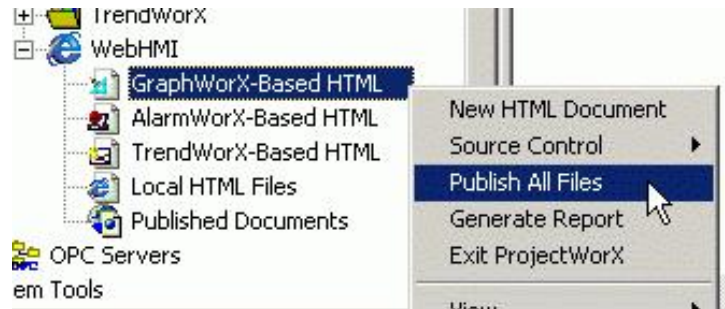 TrendWorX
WebHMI
GraphWorX-Based HTML
AlarmWorX-Based HTML
TrendWorX-Based HTML
Local HTML Files
Published Documents
OPC Servers
em Tools
New HTML Document
Source Control
Publish All Files
Generate Report
Exit ProjectWorX
View